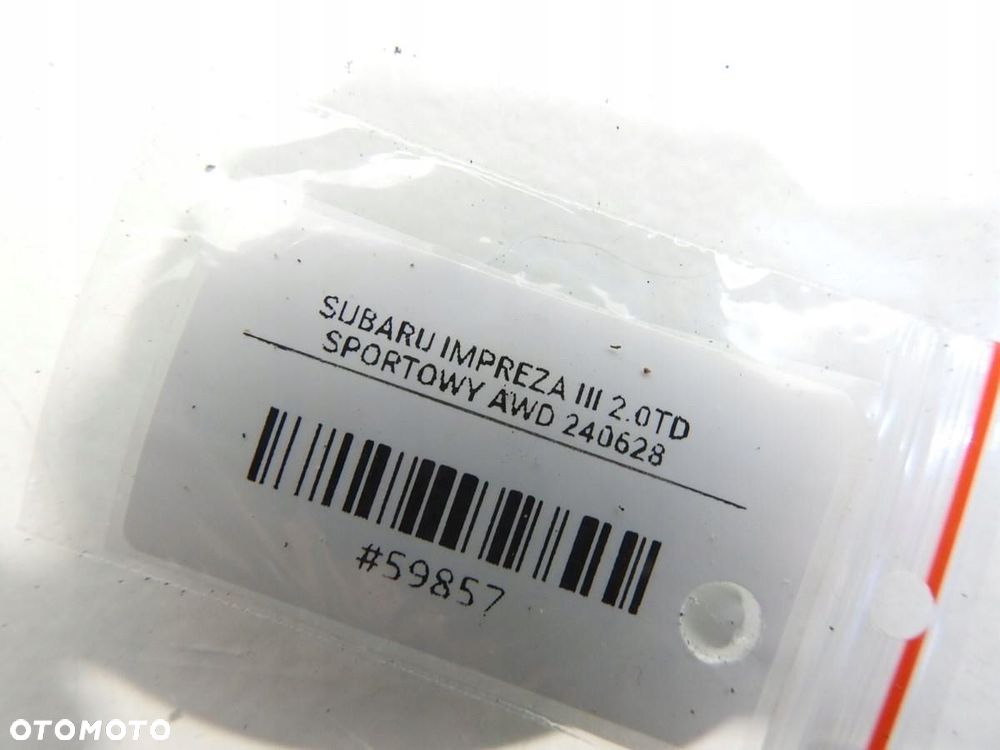 SUBARU IMPREZA III 2.0TD
SPORTOWY AWD 240628
#59857
OTOMOTO